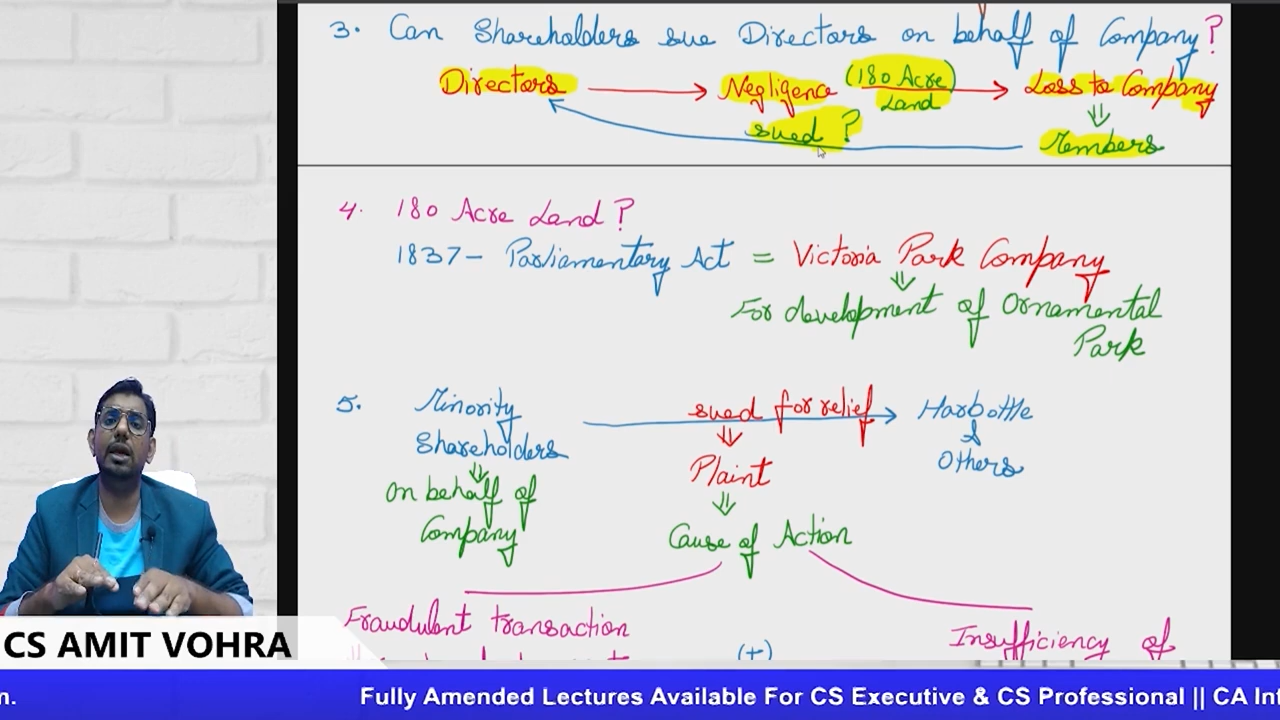 3. Can Shareholders sue Directors on behalf of Company?
Directors Negligence (180 Acre) Land Loss to Company
sued? Members
4. 180 Acre Land?
1837- Parliamentary Act = Victoria Park Company
For development of Ornamental
Park
5. Minority Shareholders sued for relief Harbottle & Others
On behalf of Company
Plaint
Cause of Action
Fraudulent transaction
(+)
Insufficiency of
CS AMIT VOHRA
n. Fully Amended Lectures Available For CS Executive & CS Professional || CA Int